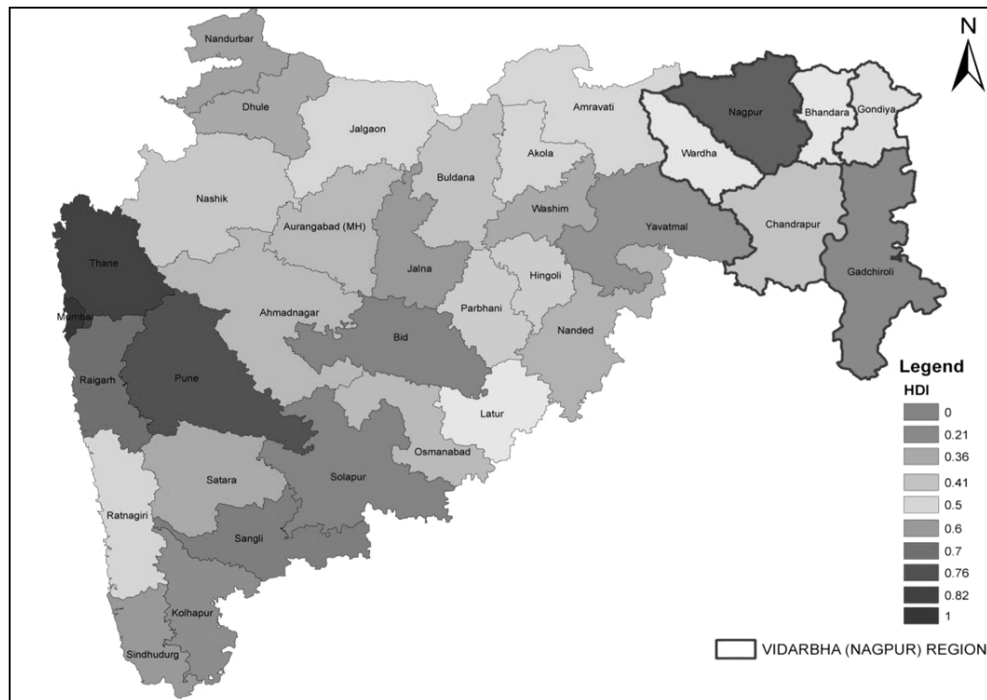 N
Nandurbar
Dhule
Jalgaon
Amravati
Nagpur
Bhandara
Gondiya
Akola
Wardha
Buldana
Nashik
Washim
Yavatmal
Chandrapur
Aurangabad (MH)
Thane
Jalna
Hingoli
Gadchiroli
Parbhani
Mumbai
Ahmadnagar
Nanded
Bid
Raigarh
Pune
Latur
Osmanabad
Satara
Solapur
Ratnagiri
Sangli
Kolhapur
Sindhudurg
Legend
HDI
0
0.21
0.36
0.41
0.5
0.6
0.7
0.76
0.82
1
VIDARBHA (NAGPUR) REGION